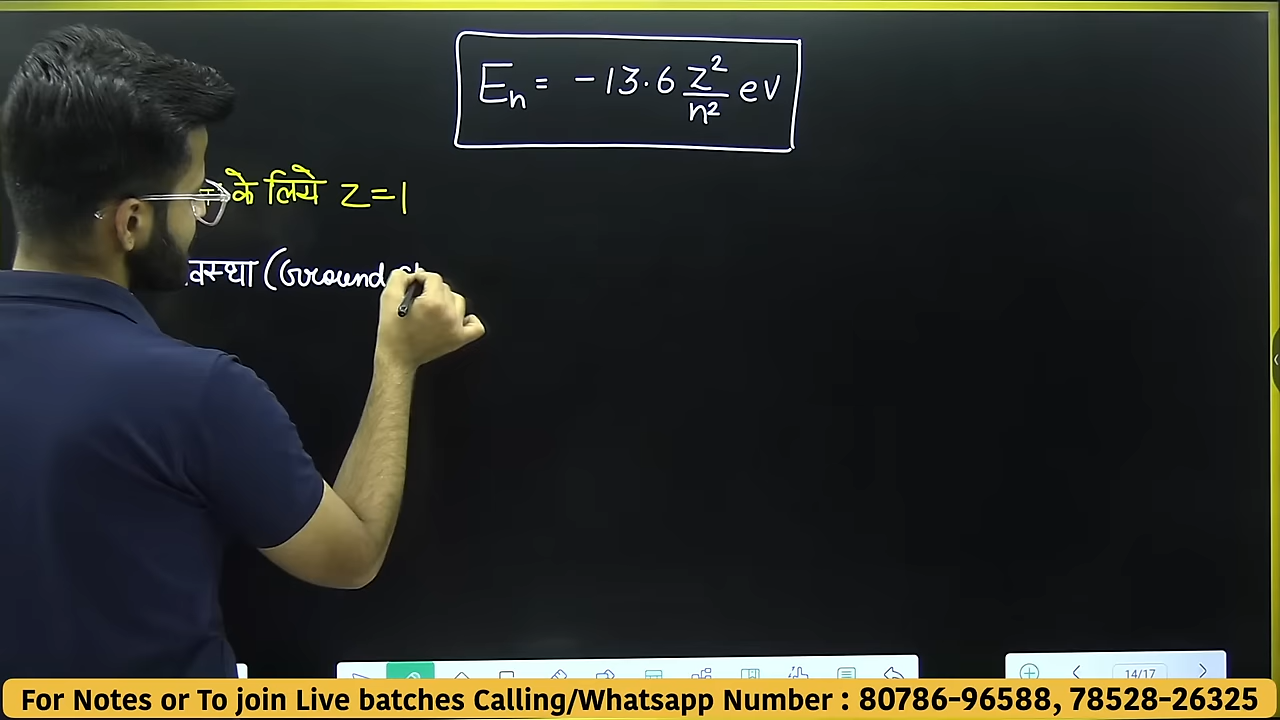 En = -13.6 z²/n² ev
के लिये z=1
(Ground
14/17
For Notes or To join Live batches Calling/Whatsapp Number : 80786-96588, 78528-26325